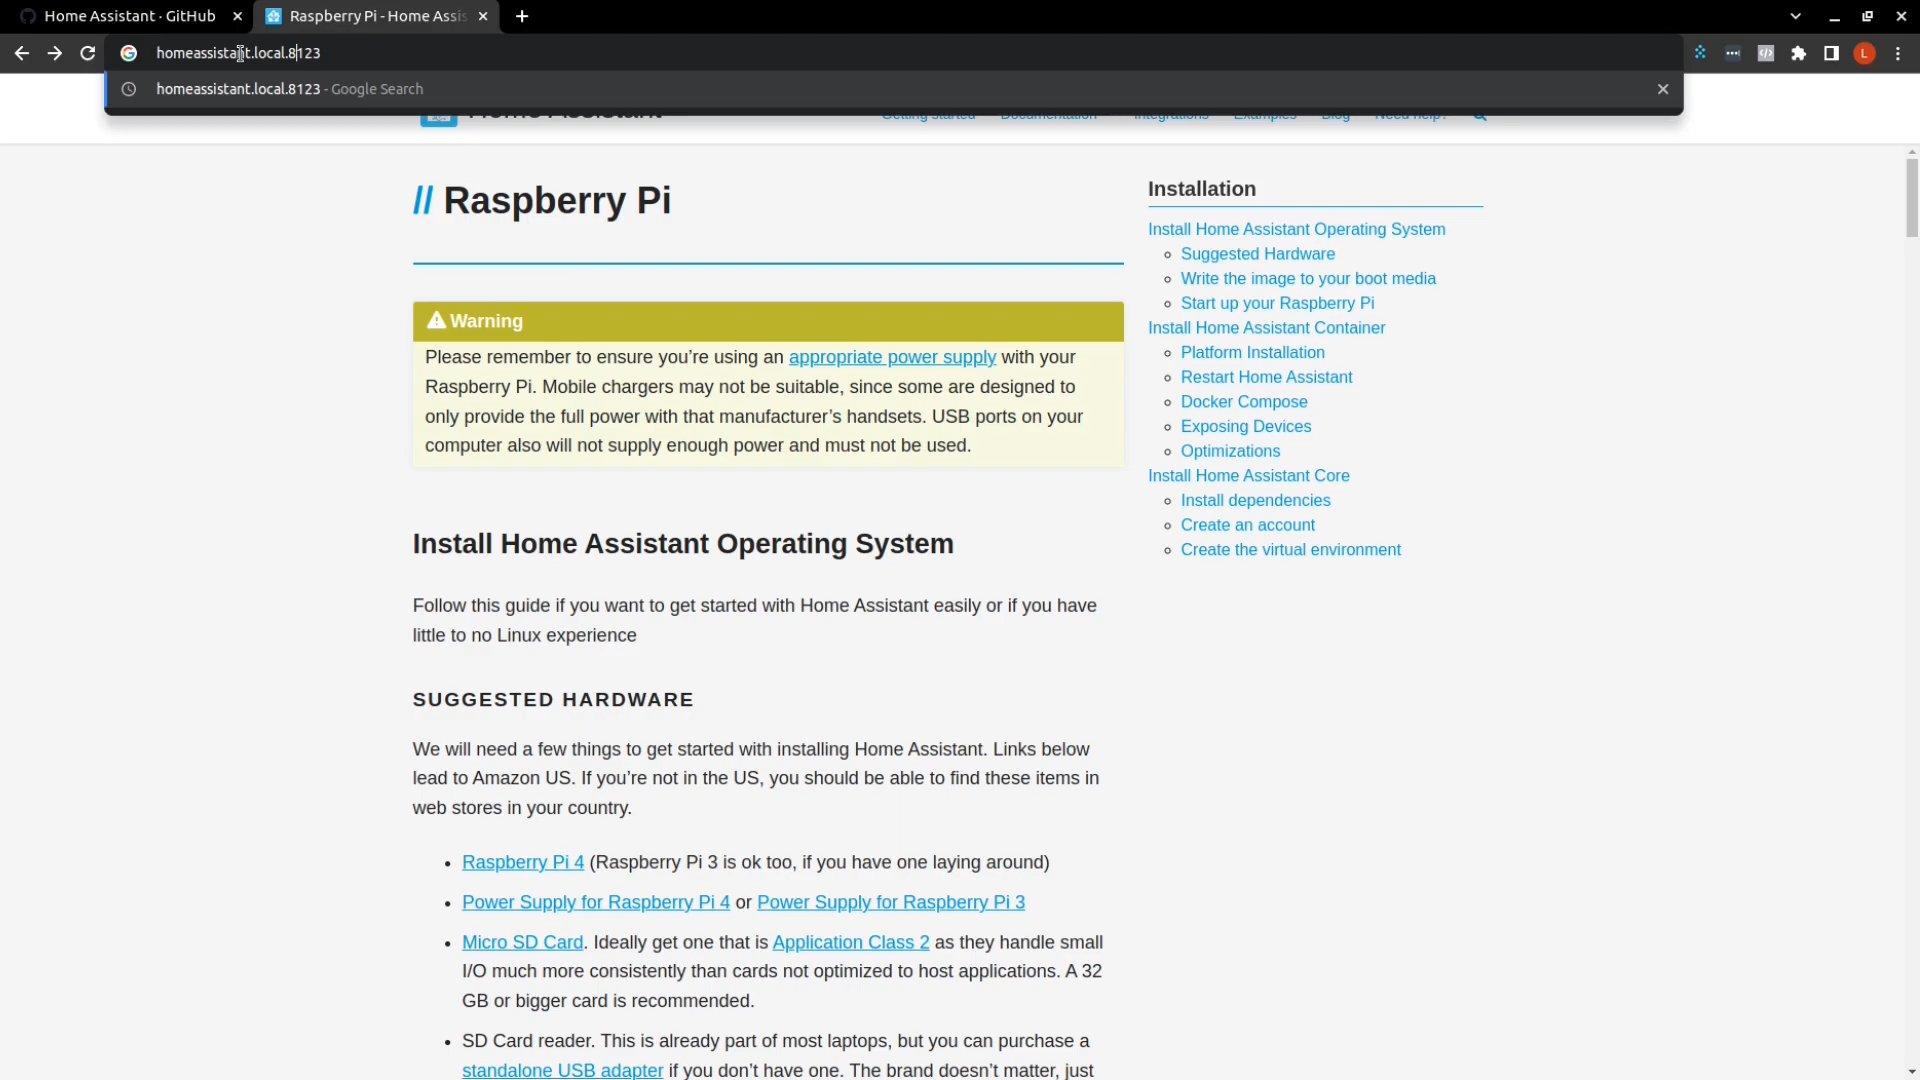 Home Assistant · GitHub
Raspberry Pi - Home Assis
homeassistant.local.8123
L
homeassistant.local.8123 - Google Search
Home Assistant
Getting started Documentation Integrations Examples Blog Need help?
// Raspberry Pi
Warning
Please remember to ensure you’re using an appropriate power supply with your
Raspberry Pi. Mobile chargers may not be suitable, since some are designed to
only provide the full power with that manufacturer’s handsets. USB ports on your
computer also will not supply enough power and must not be used.
Install Home Assistant Operating System
Follow this guide if you want to get started with Home Assistant easily or if you have
little to no Linux experience
SUGGESTED HARDWARE
We will need a few things to get started with installing Home Assistant. Links below
lead to Amazon US. If you’re not in the US, you should be able to find these items in
web stores in your country.
• Raspberry Pi 4 (Raspberry Pi 3 is ok too, if you have one laying around)
• Power Supply for Raspberry Pi 4 or Power Supply for Raspberry Pi 3
• Micro SD Card. Ideally get one that is Application Class 2 as they handle small
I/O much more consistently than cards not optimized to host applications. A 32
GB or bigger card is recommended.
• SD Card reader. This is already part of most laptops, but you can purchase a
standalone USB adapter if you don’t have one. The brand doesn’t matter, just
Installation
Install Home Assistant Operating System
Suggested Hardware
Write the image to your boot media
Start up your Raspberry Pi
Install Home Assistant Container
Platform Installation
Restart Home Assistant
Docker Compose
Exposing Devices
Optimizations
Install Home Assistant Core
Install dependencies
Create an account
Create the virtual environment